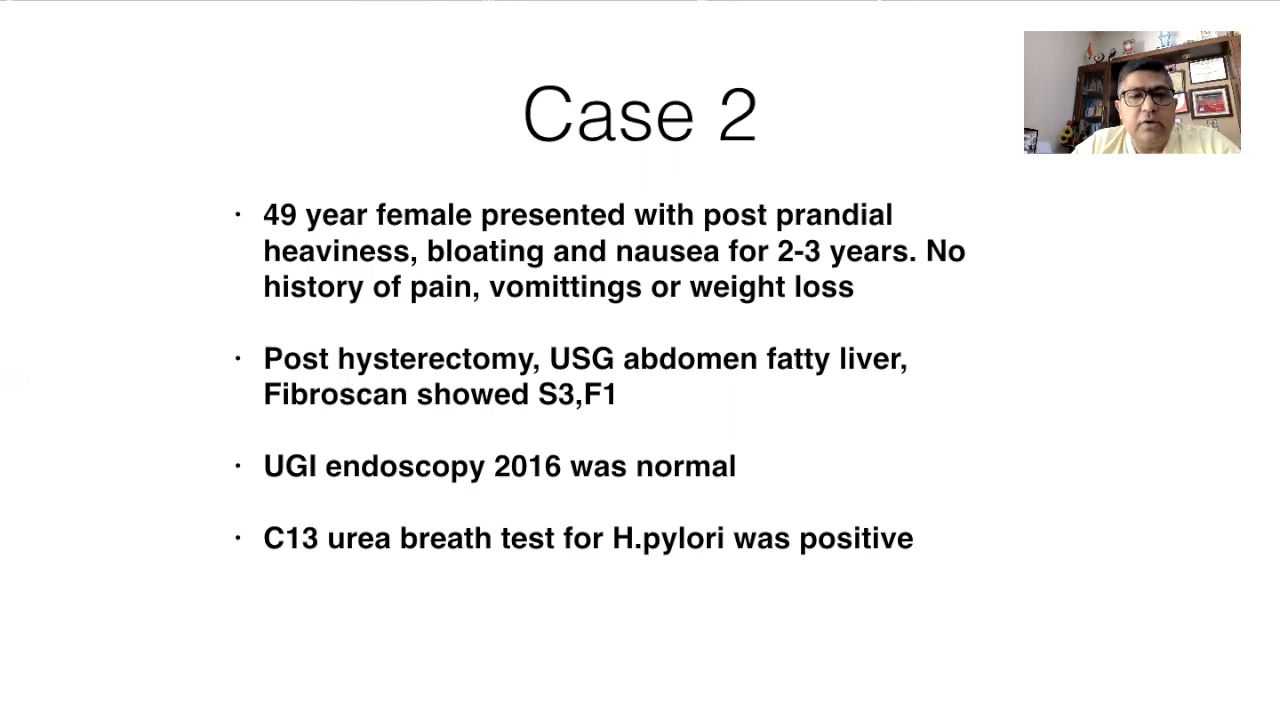 Case 2
• 49 year female presented with post prandial
heaviness, bloating and nausea for 2-3 years. No
history of pain, vomittings or weight loss
• Post hysterectomy, USG abdomen fatty liver,
Fibroscan showed S3,F1
• UGI endoscopy 2016 was normal
• C13 urea breath test for H.pylori was positive